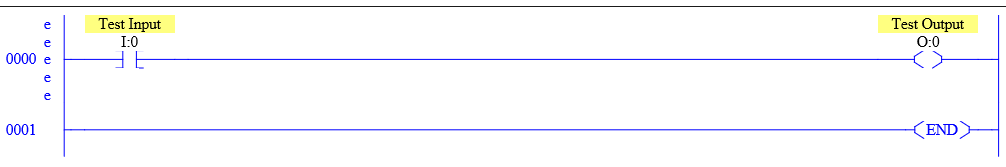 e
Test Input Test Output
e I:0 O:0
0000 e
e
e
0001 END